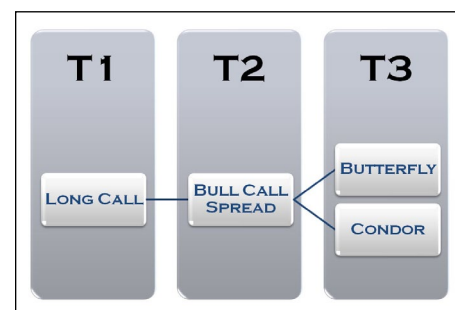 T1
T2
T3
LONG CALL
BULL CALL
SPREAD
BUTTERFLY
CONDOR